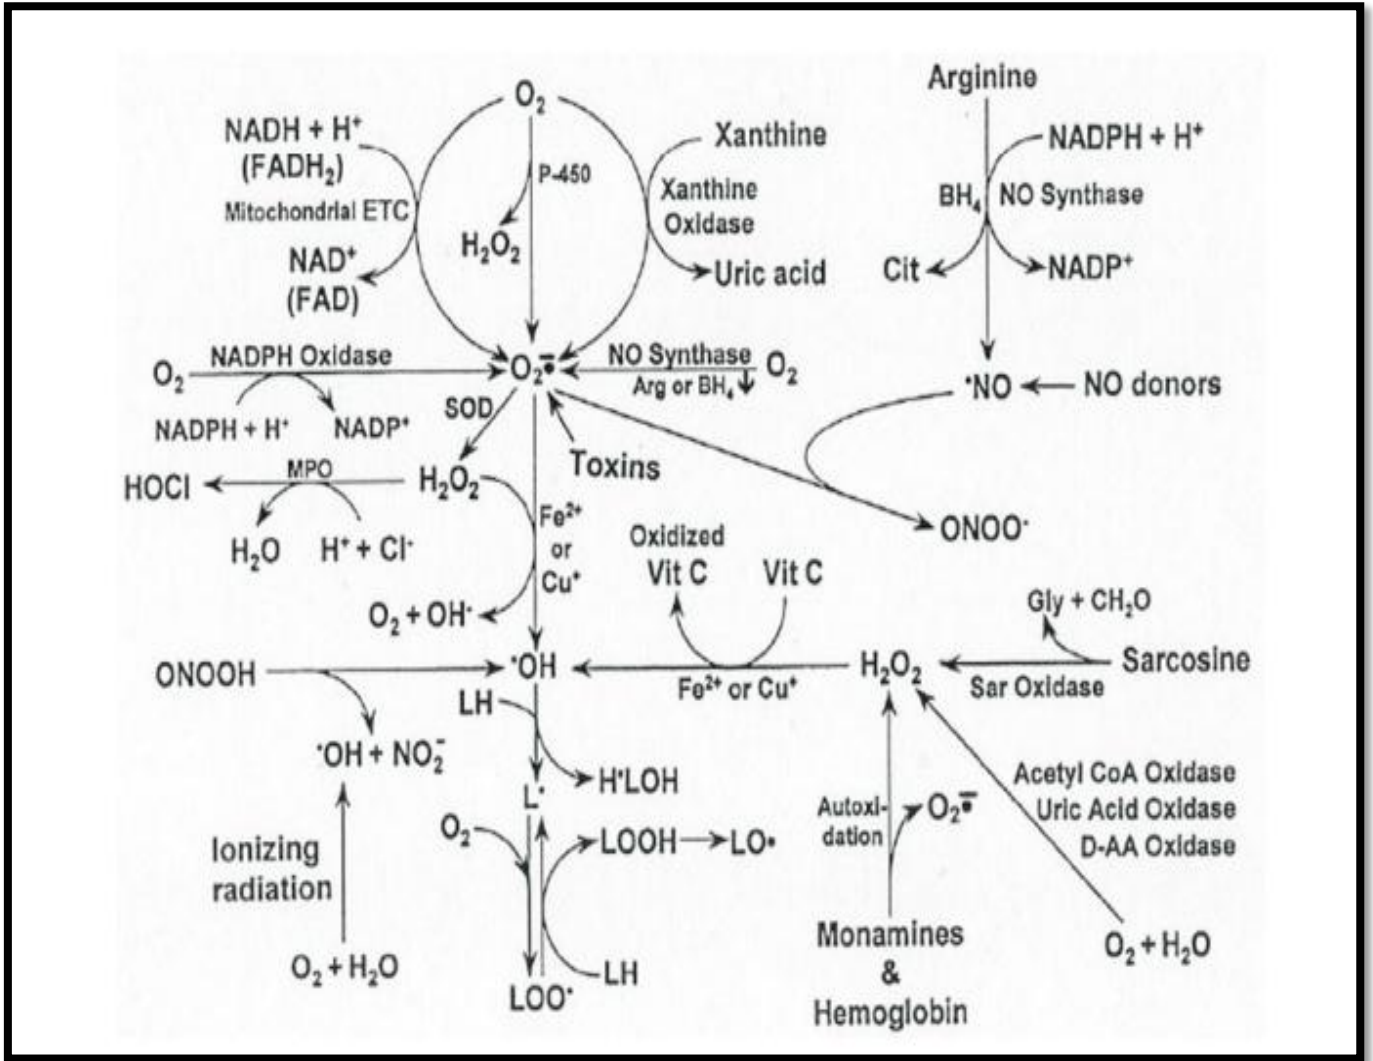 O₂
Arginine
NADH + H⁺
(FADH₂)
Xanthine
NADPH + H⁺
P-450
Mitochondrial ETC
Xanthine
Oxidase
BH₄
NO Synthase
H₂O₂
NAD⁺
(FAD)
Uric acid
Cit
NADP⁺
O₂
NADPH Oxidase
O₂•̄
NO Synthase
Arg or BH₄
O₂
•NO
NO donors
NADPH + H⁺
NADP⁺
SOD
Toxins
HOCl
MPO
H₂O₂
H₂O
H⁺ + Cl⁻
Fe²⁺
or
Cu⁺
ONOO⁻
Oxidized
Vit C
Vit C
O₂ + OH⁻
Gly + CH₂O
ONOOH
•OH
Fe²⁺ or Cu⁺
H₂O₂
Sar Oxidase
Sarcosine
LH
•OH + NO₂⁻
H•LOH
L•
O₂
LOOH
LO•
Autoxi-
dation
O₂•̄
Acetyl CoA Oxidase
Uric Acid Oxidase
D-AA Oxidase
Ionizing
radiation
O₂ + H₂O
LH
LOO•
Monamines
&
Hemoglobin
O₂ + H₂O